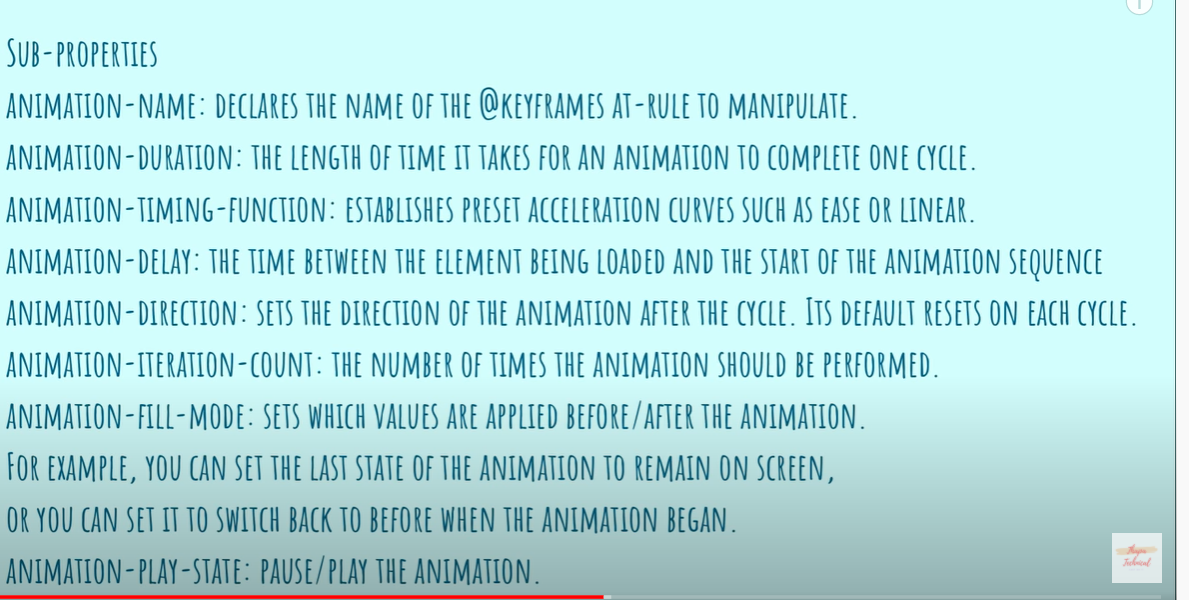 Sub-properties
animation-name: declares the name of the @keyframes at-rule to manipulate.
animation-duration: the length of time it takes for an animation to complete one cycle.
animation-timing-function: establishes preset acceleration curves such as ease or linear.
animation-delay: the time between the element being loaded and the start of the animation sequence
animation-direction: sets the direction of the animation after the cycle. Its default resets on each cycle.
animation-iteration-count: the number of times the animation should be performed.
animation-fill-mode: sets which values are applied before/after the animation.
For example, you can set the last state of the animation to remain on screen,
or you can set it to switch back to before when the animation began.
animation-play-state: pause/play the animation.
Thapa
Technical